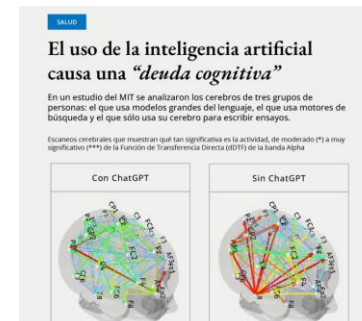 SALUD
El uso de la inteligencia artificial
causa una “deuda cognitiva”
En un estudio del MIT se analizaron los cerebros de tres grupos de
personas: el que usa modelos grandes del lenguaje, el que usa motores de
búsqueda y el que sólo usa su cerebro para escribir ensayos.
Escaneos cerebrales que muestran qué tan significativa es la actividad, de moderado (*) a muy
significativo (***) de la Función de Transferencia Directa (dDTF) de la banda Alpha
Con ChatGPT
Sin ChatGPT